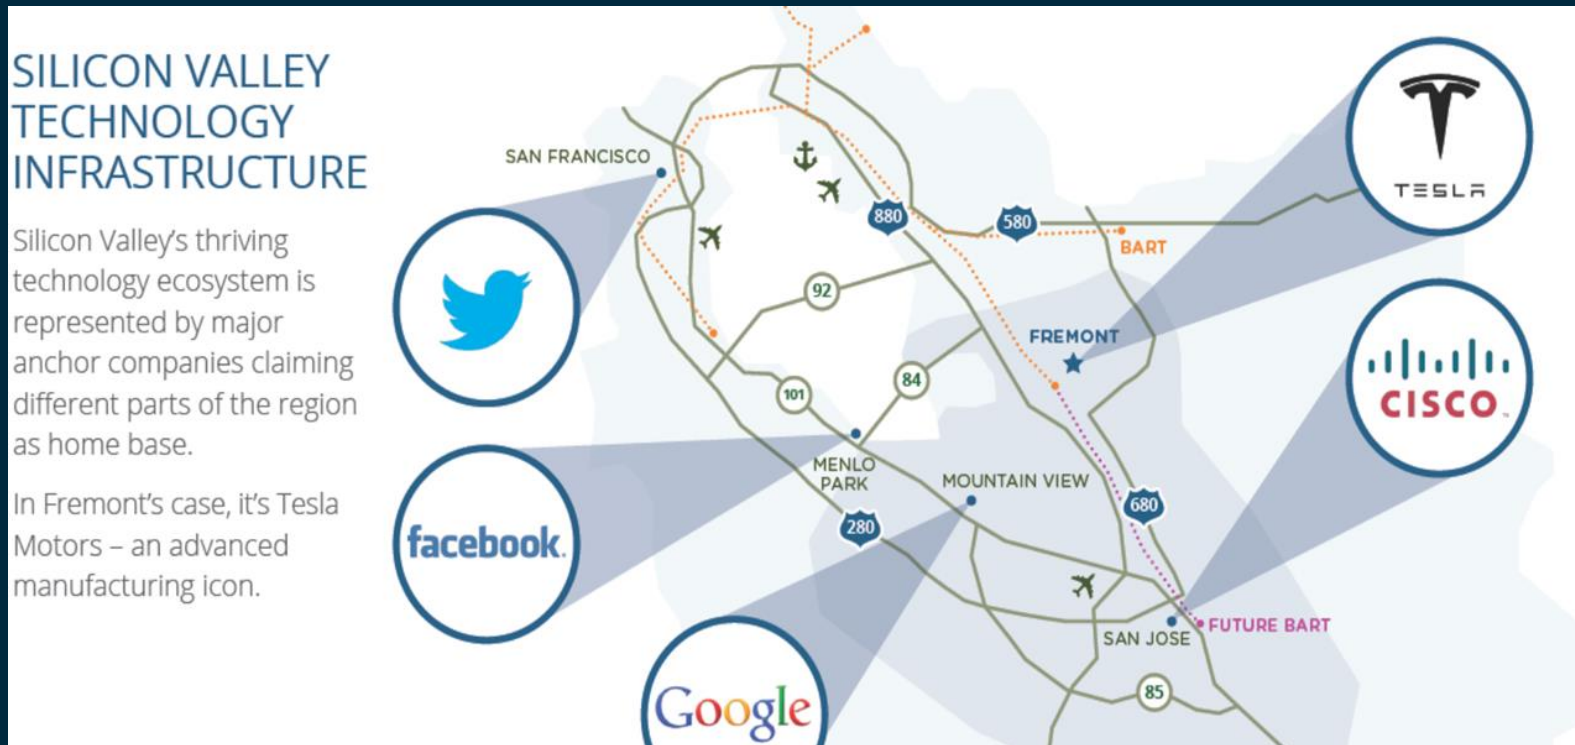 SILICON VALLEY
TECHNOLOGY
INFRASTRUCTURE
Silicon Valley’s thriving
technology ecosystem is
represented by major
anchor companies claiming
different parts of the region
as home base.
In Fremont’s case, it’s Tesla
Motors – an advanced
manufacturing icon.
SAN FRANCISCO
880
580
BART
TESLA
92
FREMONT
84
101
CISCO
MENLO
PARK
MOUNTAIN VIEW
facebook.
280
680
SAN JOSE
FUTURE BART
85
Google